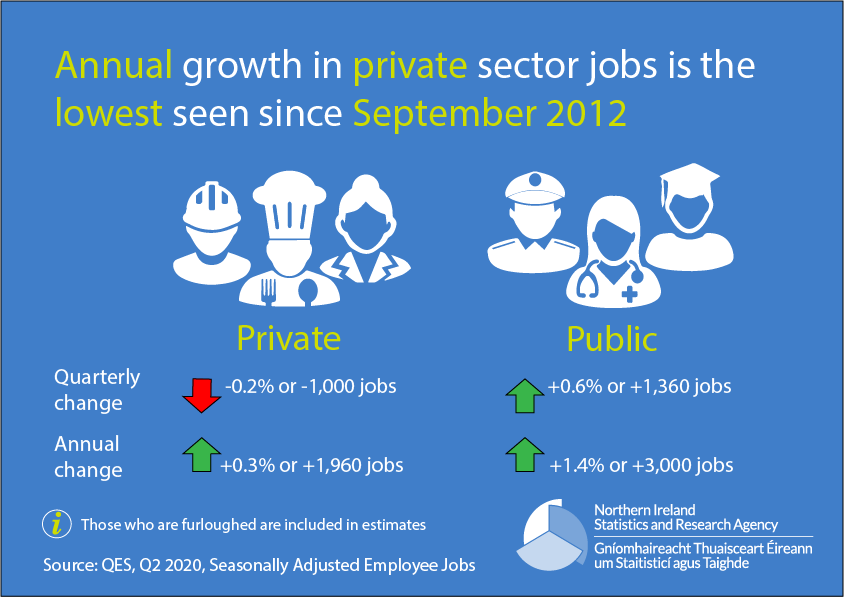 Annual growth in private sector jobs is the
lowest seen since September 2012
Private
Public
Quarterly
change
-0.2% or -1,000 jobs
+0.6% or +1,360 jobs
Annual
change
+0.3% or +1,960 jobs
+1.4% or +3,000 jobs
i
Those who are furloughed are included in estimates
Source: QES, Q2 2020, Seasonally Adjusted Employee Jobs
Northern Ireland
Statistics and Research Agency
Gníomhaireacht Thuaisceart Éireann
um Staitisticí agus Taighde